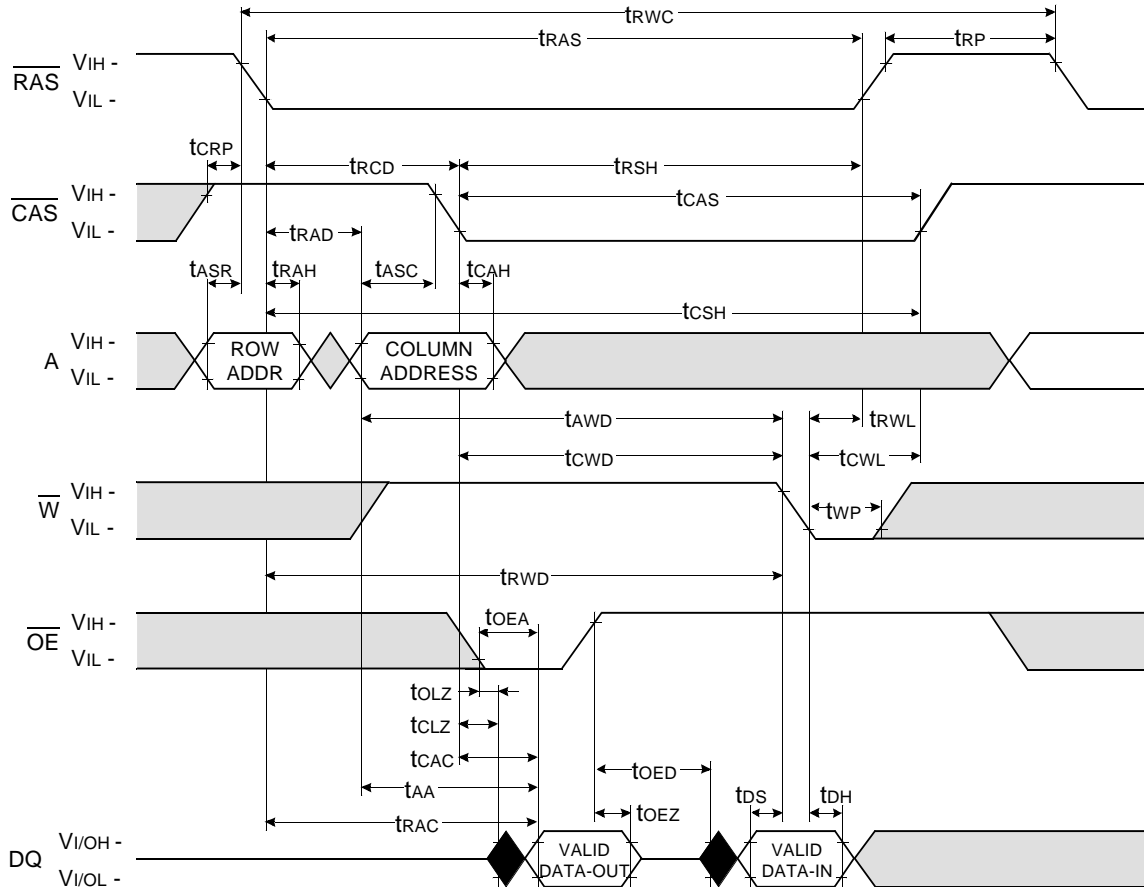 tRWC
tRAS
tRP
RAS
VIH -
VIL -
tCRP
tRCD
tRSH
CAS
VIH -
VIL -
tCAS
tRAD
tASR
tRAH
tASC
tCAH
tCSH
A
VIH -
VIL -
ROW
ADDR
COLUMN
ADDRESS
tAWD
tRWL
tCWD
tCWL
W
VIH -
VIL -
tWP
tRWD
OE
VIH -
VIL -
tOEA
tOLZ
tCLZ
tCAC
tOED
tAA
tDS
tDH
tOEZ
tRAC
DQ
VI/OH -
VI/OL -
VALID
DATA-OUT
VALID
DATA-IN